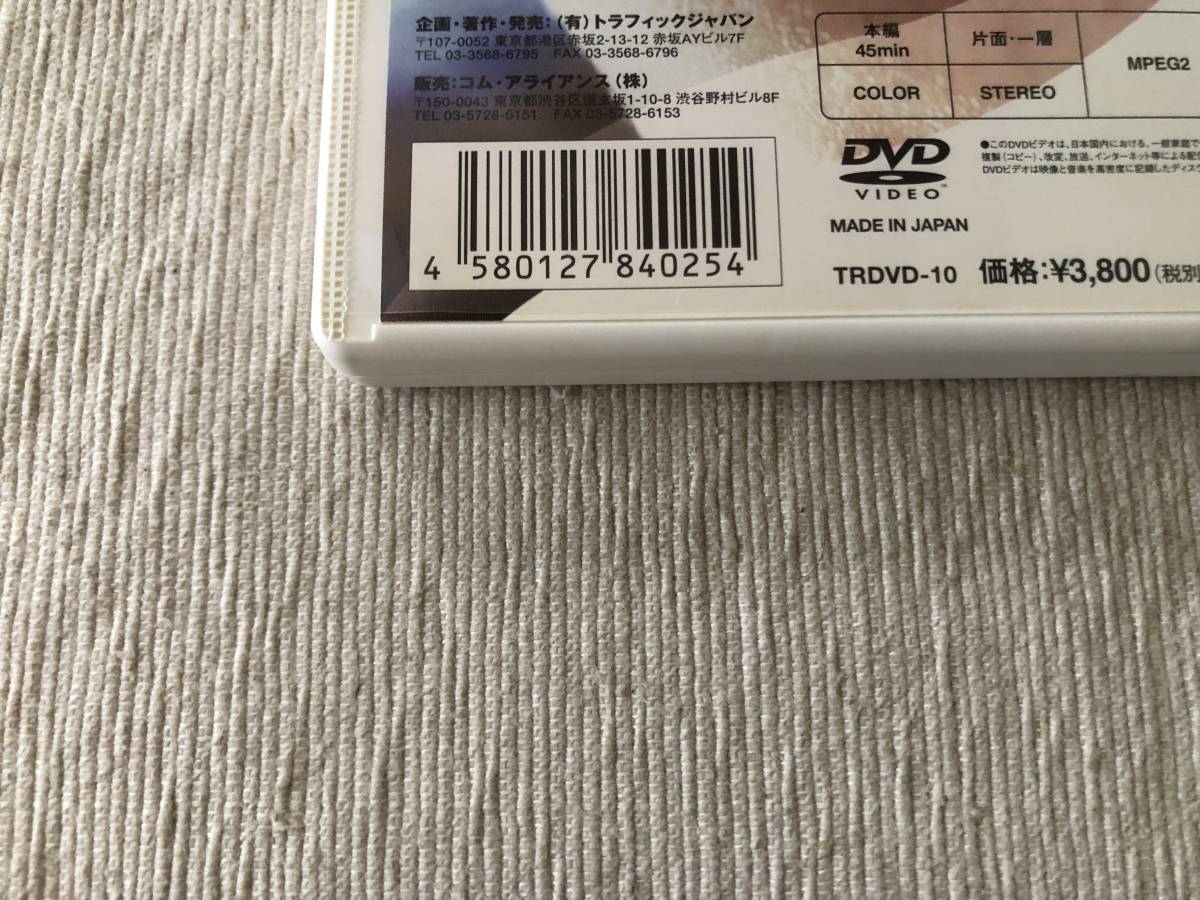 企画・著作・発売：(有)トラフィックジャパン
〒107-0052 東京都港区赤坂2-13-12 赤坂AYビル7F
TEL 03-3568-6795 FAX 03-3568-6796
販売：コム・アライアンス(株)
〒150-0043 東京都渋谷区道玄坂1-10-8 渋谷野村ビル8F
TEL 03-5728-6151 FAX 03-5728-6153
本編
45min
片面・一層
MPEG2
COLOR
STEREO
DVD
VIDEO™
●このDVDビデオは、日本国内における、一般家庭で
複製(コピー)、改変、放送、インターネット等による配
DVDビデオは映像と音楽を高密度に記録したディスク
MADE IN JAPAN
4 580127 840254
TRDVD-10 価格：¥3,800(税別